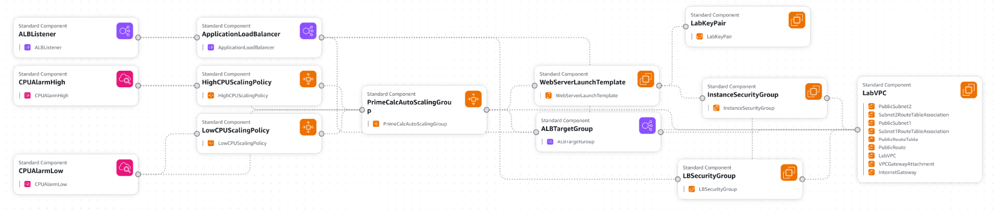 Standard Component
ALBListener
ALBListener
Standard Component
ApplicationLoadBalancer
ApplicationLoadBalancer
Standard Component
CPUAlarmHigh
CPUAlarmHigh
Standard Component
HighCPUScalingPolicy
HighCPUScalingPolicy
Standard Component
LowCPUScalingPolicy
LowCPUScalingPolicy
Standard Component
CPUAlarmLow
CPUAlarmLow
Standard Component
PrimeCalcAutoScalingGrou
p
PrimeCalcAutoScalingGroup
Standard Component
WebServerLaunchTemplate
WebServerLaunchTemplate
Standard Component
ALBTargetGroup
ALBTargetGroup
Standard Component
LabKeyPair
LabKeyPair
Standard Component
InstanceSecurityGroup
InstanceSecurityGroup
Standard Component
LBSecurityGroup
LBSecurityGroup
Standard Component
LabVPC
PublicSubnet2
Subnet2RouteTableAssociation
PublicSubnet1
Subnet1RouteTableAssociation
PublicRouteTable
PublicRoute
LabVPC
VPCGatewayAttachment
InternetGateway